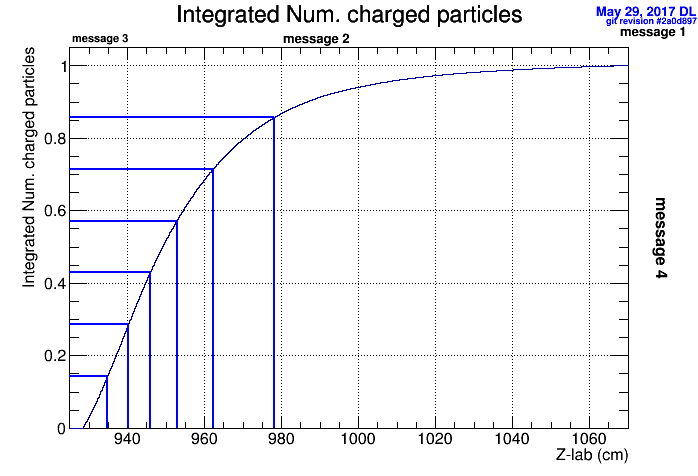 Integrated Num. charged particles
May 29, 2017 DL
git revision #2a0d897
message 1
message 3
message 2
Integrated Num. charged particles
1
0.8
0.6
0.4
0.2
0
message 4
940
960
980
1000
1020
1040
1060
Z-lab (cm)